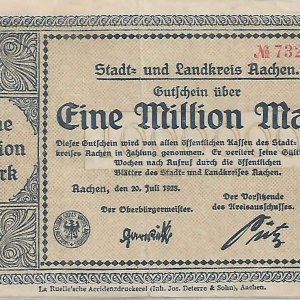 № 732
Stadt- und Landkreis Aachen.
Gutschein über
Eine Million Ma
Dieser Gutschein wird von allen öffentlichen Kassen des Stadt-
kreises Aachen in Zahlung genommen. Er verliert seine Gül
Wochen nach Aufruf durch die öffentlichen
Blätter des Stadt- und Landkreises Aachen.
Aachen, den 20. Juli 1923.
Der Oberbürgermeister.
Der Vorsitzende
des Kreisausschusses.
ne
ion
rk
La Ruelle'sche Accidenzdruckerei (Inh. Jos. Deterre & Sohn), Aachen.